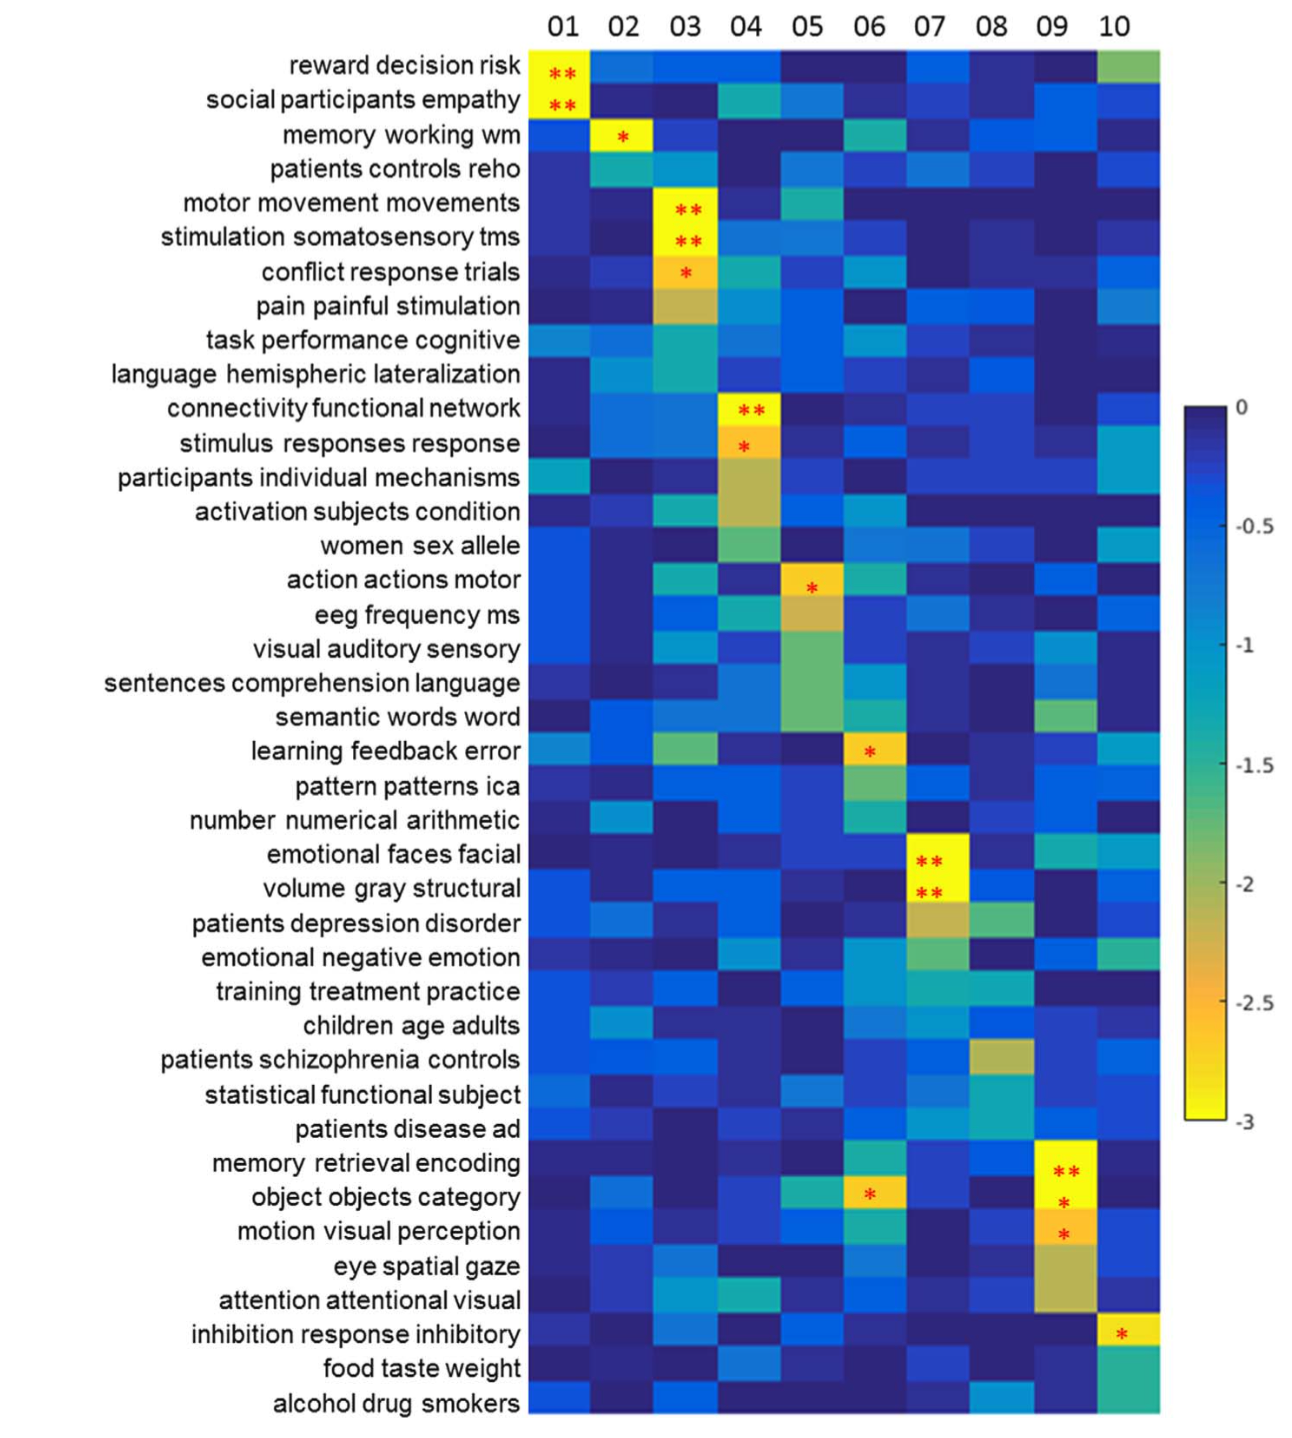 01 02 03 04 05 06 07 08 09 10
reward decision risk **
social participants empathy **
memory working wm *
patients controls reho
motor movement movements **
stimulation somatosensory tms **
conflict response trials *
pain painful stimulation
task performance cognitive
language hemispheric lateralization
connectivity functional network **
stimulus responses response *
participants individual mechanisms
activation subjects condition
women sex allele
action actions motor *
eeg frequency ms
visual auditory sensory
sentences comprehension language
semantic words word
learning feedback error *
pattern patterns ica
number numerical arithmetic
emotional faces facial **
volume gray structural **
patients depression disorder
emotional negative emotion
training treatment practice
children age adults
patients schizophrenia controls
statistical functional subject
patients disease ad
memory retrieval encoding **
object objects category * *
motion visual perception *
eye spatial gaze
attention attentional visual
inhibition response inhibitory *
food taste weight
alcohol drug smokers
0
-0.5
-1
-1.5
-2
-2.5
-3